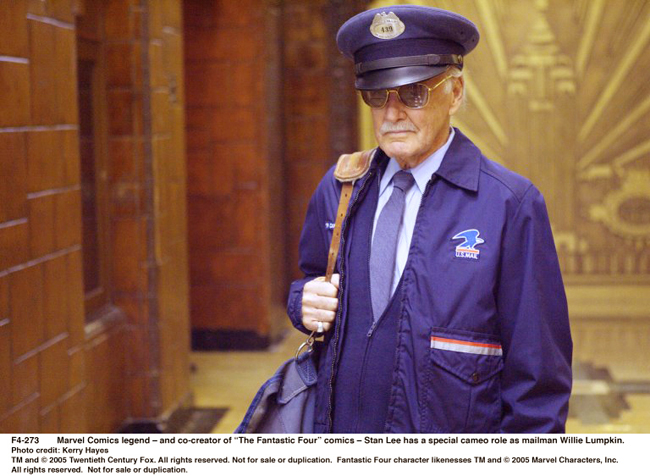 439
U.S. MAIL
F4-273 Marvel Comics legend – and co-creator of "The Fantastic Four" comics – Stan Lee has a special cameo role as mailman Willie Lumpkin.
Photo credit: Kerry Hayes
TM and © 2005 Twentieth Century Fox. All rights reserved. Not for sale or duplication. Fantastic Four character likenesses TM and © 2005 Marvel Characters, Inc.
All rights reserved. Not for sale or duplication.